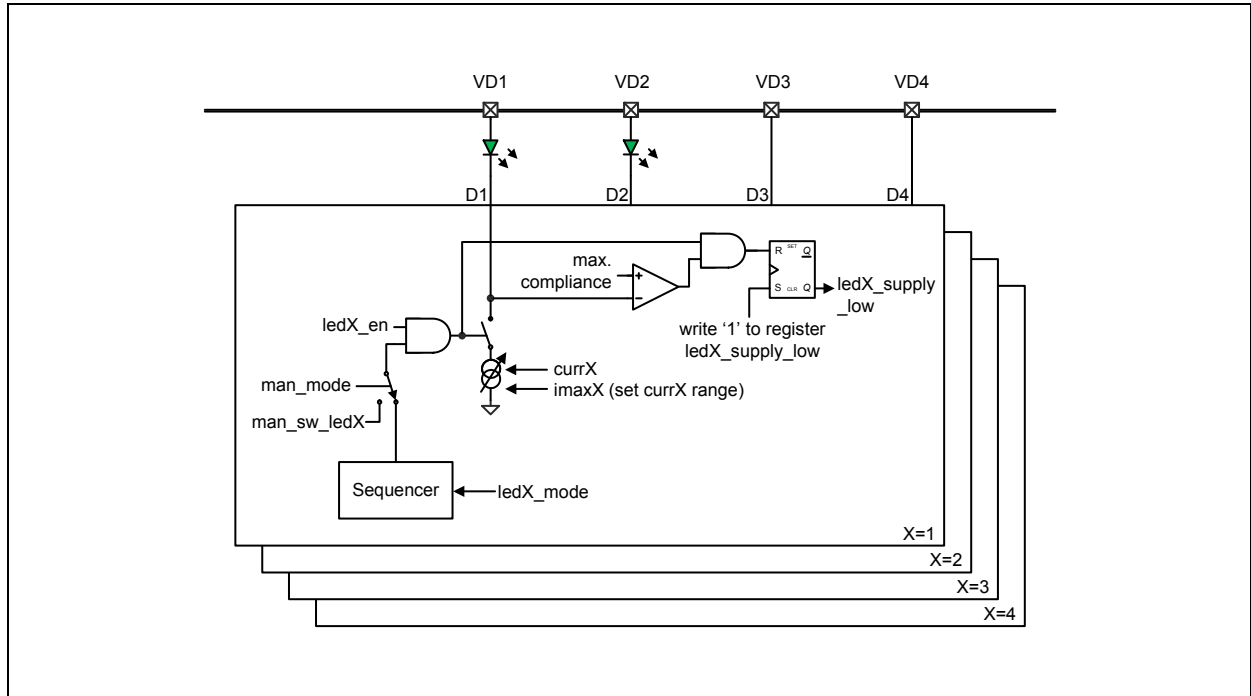 VD1 VD2 VD3 VD4
D1 D2 D3 D4
max.
compliance
R SET Q
S CLR Q
ledX_supply
_low
write ‘1’ to register
ledX_supply_low
ledX_en
currX
imaxX (set currX range)
man_mode
man_sw_ledX
Sequencer
ledX_mode
X=1
X=2
X=3
X=4